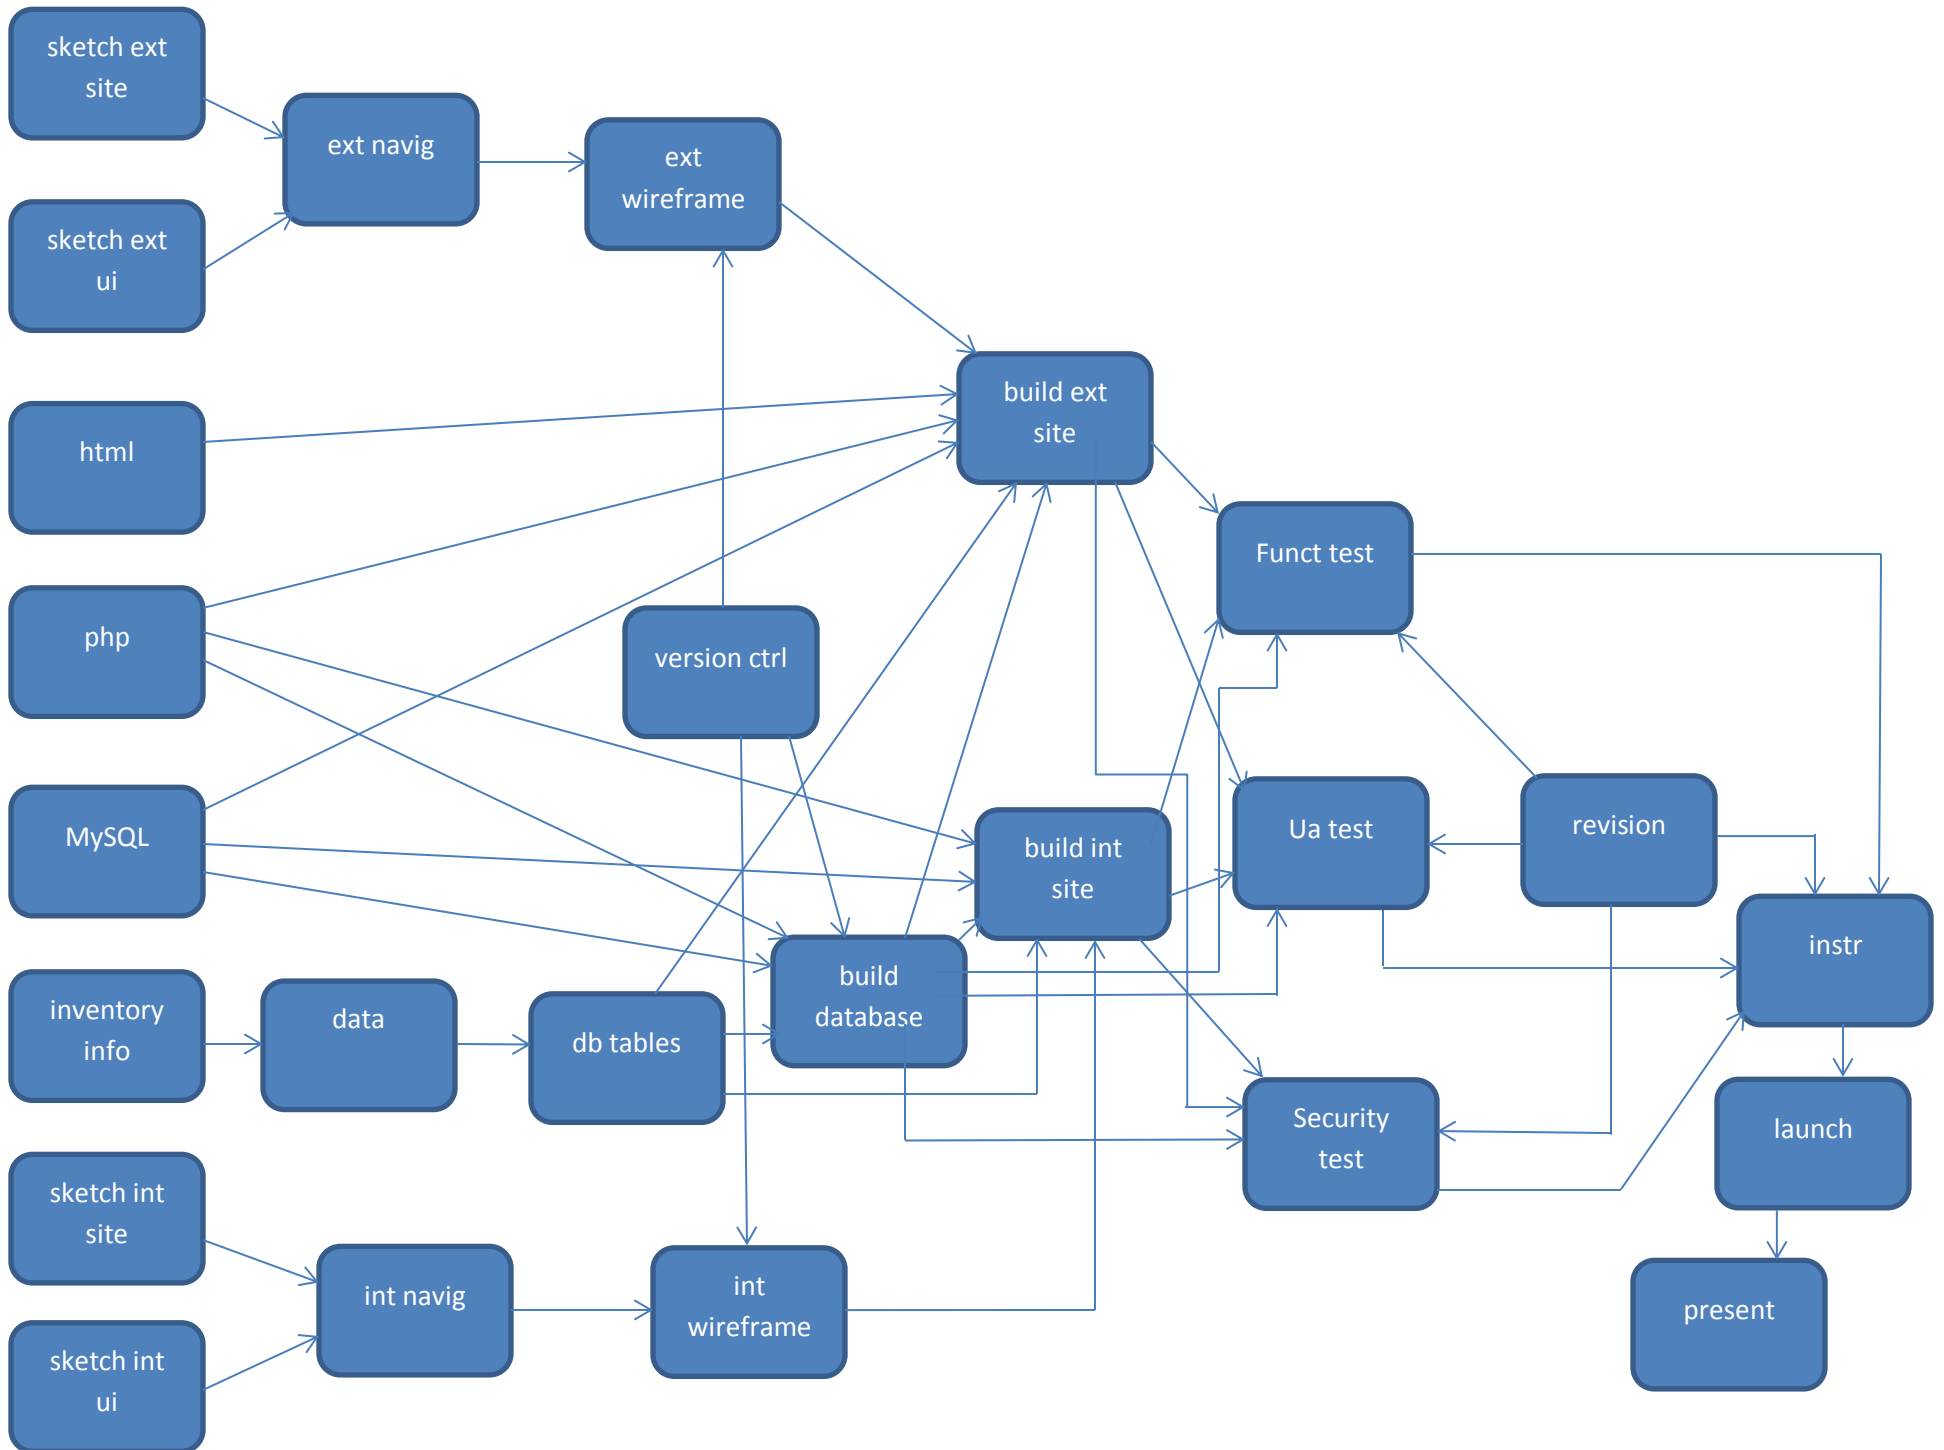 sketch ext
site
ext navig
ext
wireframe
sketch ext
ui
build ext
site
html
Funct test
php
version ctrl
MySQL
build int
site
Ua test
revision
build
database
instr
inventory
info
data
db tables
Security
test
launch
sketch int
site
int navig
int
wireframe
present
sketch int
ui